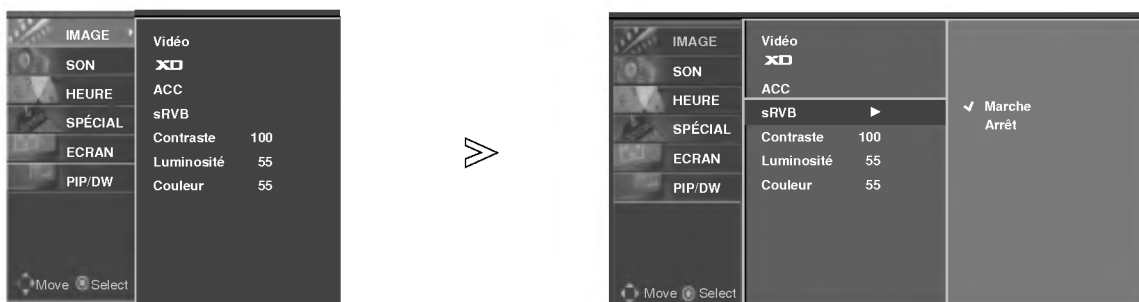 IMAGE
SON
HEURE
SPÉCIAL
ECRAN
PIP/DW
Move Select
Vidéo
XD
ACC
sRVB
Contraste 100
Luminosité 55
Couleur 55
IMAGE
SON
HEURE
SPÉCIAL
ECRAN
PIP/DW
Move Select
Vidéo
XD
ACC
sRVB
Contraste 100
Luminosité 55
Couleur 55
Marche
Arrêt